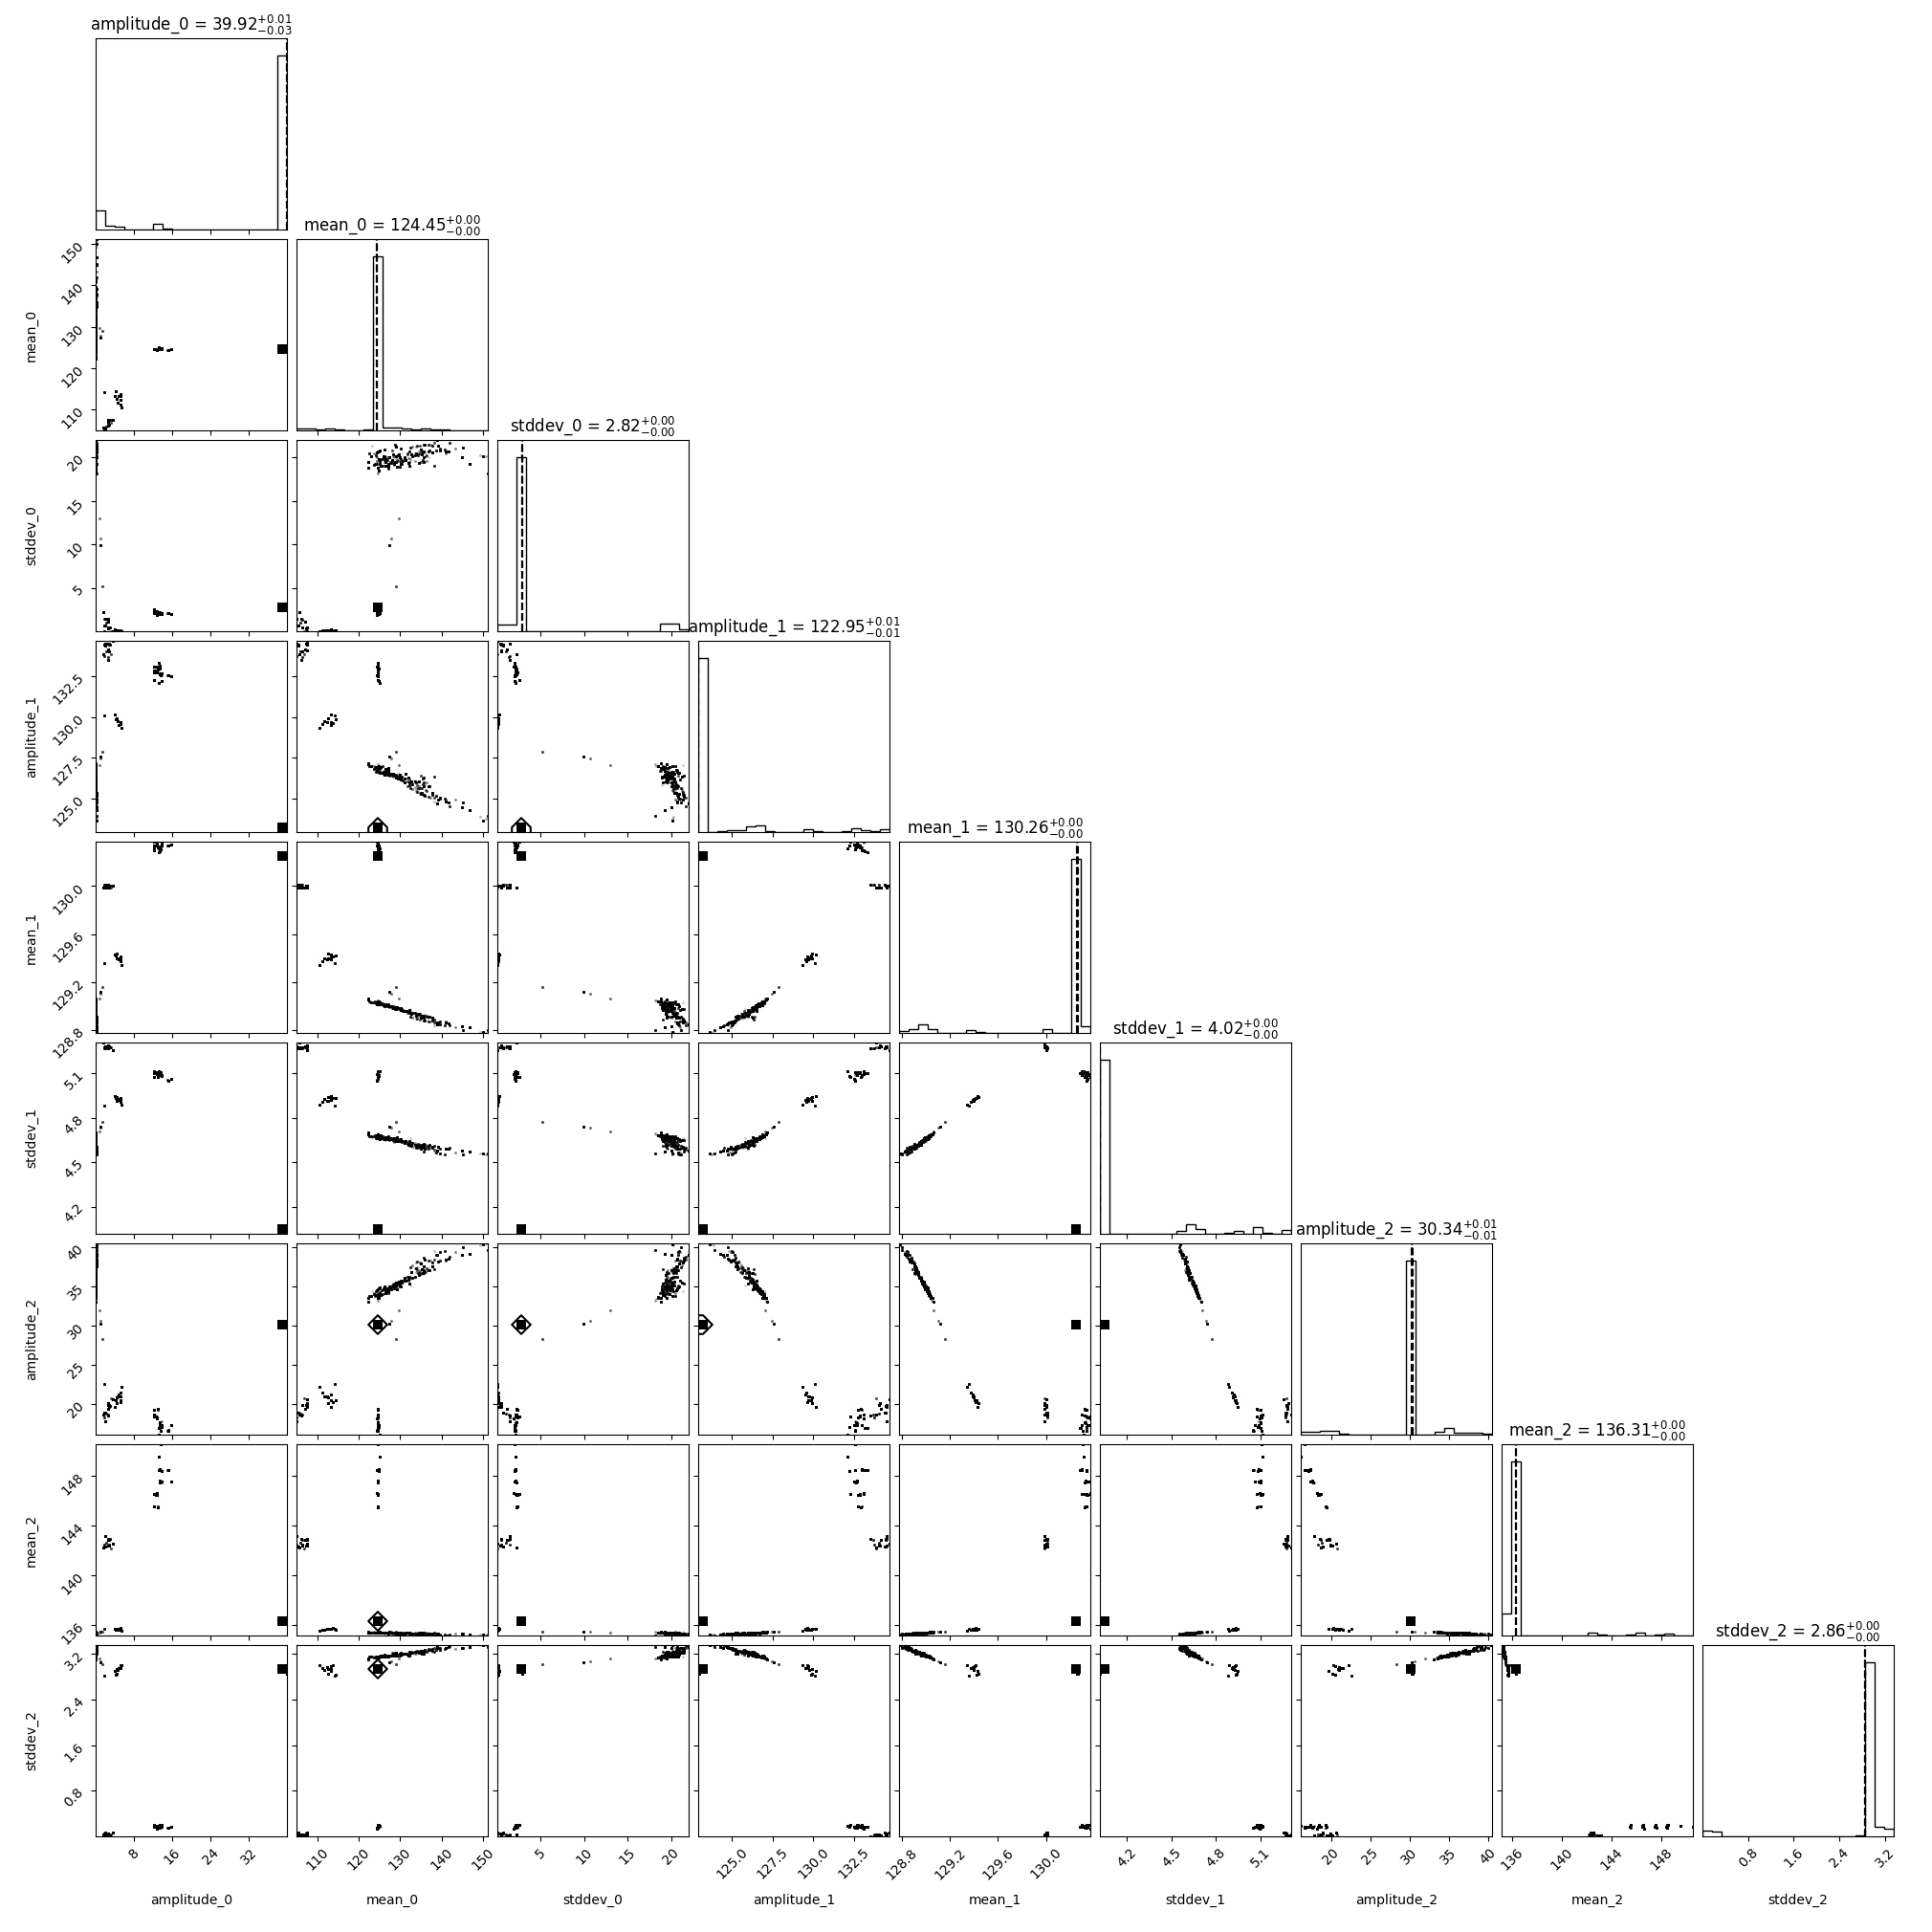 amplitude_0 = 39.92 +0.01 −0.03
mean_0 = 124.45 +0.00 −0.00
150
140
130
120
110
mean_0
stddev_0 = 2.82 +0.00 −0.00
20
15
10
5
stddev_0
amplitude_1 = 122.95 +0.01 −0.01
132.5
130.0
127.5
125.0
amplitude_1
mean_1 = 130.26 +0.00 −0.00
130.0
129.6
129.2
128.8
mean_1
stddev_1 = 4.02 +0.00 −0.00
5.1
4.8
4.5
4.2
stddev_1
amplitude_2 = 30.34 +0.01 −0.01
40
35
30
25
20
amplitude_2
mean_2 = 136.31 +0.00 −0.00
148
144
140
136
mean_2
stddev_2 = 2.86 +0.00 −0.00
3.2
2.4
1.6
0.8
stddev_2
8 16 24 32 110 120 130 140 150 5 10 15 20 125.0 127.5 130.0 132.5 128.8 129.2 129.6 130.0 4.2 4.5 4.8 5.1 20 25 30 35 40 136 140 144 148 0.8 1.6 2.4 3.2
amplitude_0 mean_0 stddev_0 amplitude_1 mean_1 stddev_1 amplitude_2 mean_2 stddev_2